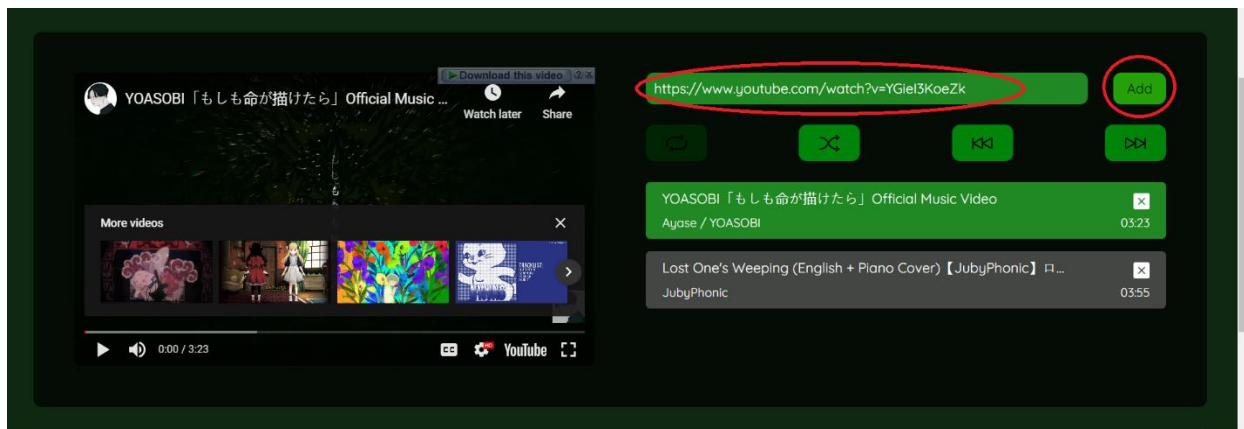 Download this video
YOASOBI「もしも命が描けたら」Official Music ...
Watch later
Share
More videos
0:00 / 3:23
CC
HD
YouTube
https://www.youtube.com/watch?v=YGieI3KoeZk
Add
YOASOBI「もしも命が描けたら」Official Music Video
Ayase / YOASOBI
03:23
Lost One's Weeping (English + Piano Cover)【JubyPhonic】ロ...
JubyPhonic
03:55